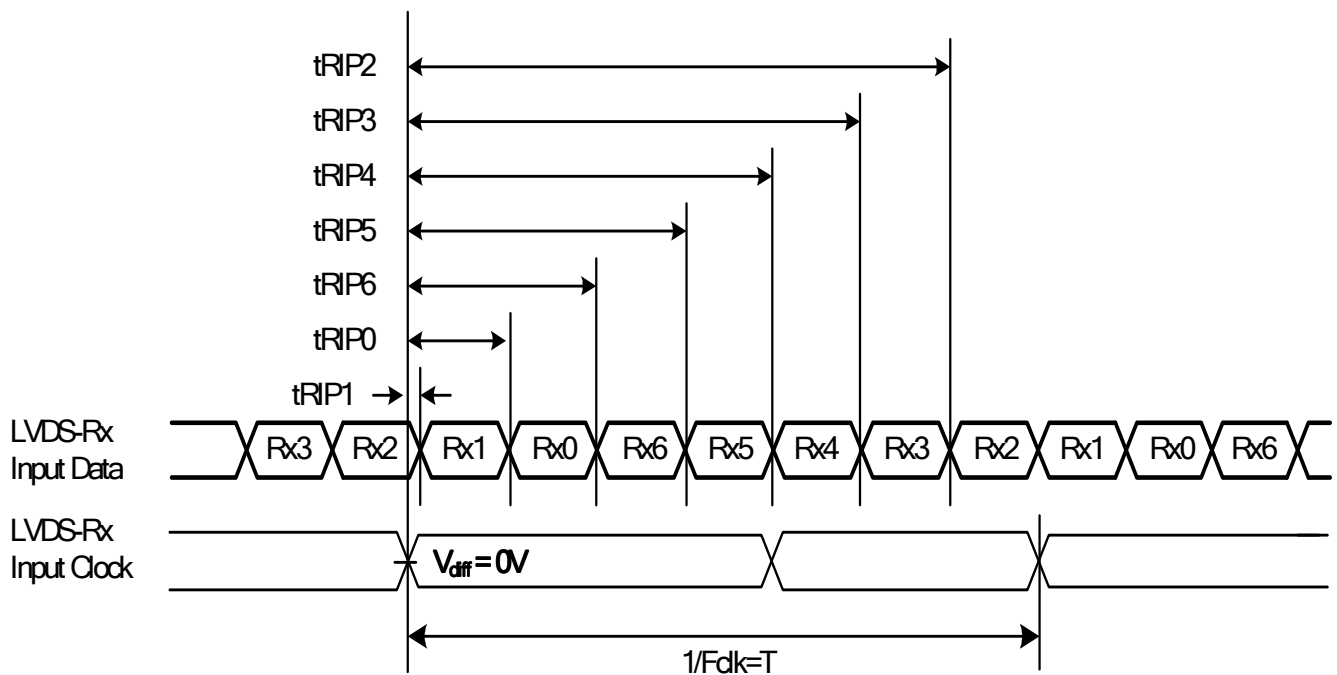 tRIP2
tRIP3
tRIP4
tRIP5
tRIP6
tRIP0
tRIP1
LVDS-Rx
Input Data
Rx3 Rx2 Rx1 Rx0 Rx6 Rx5 Rx4 Rx3 Rx2 Rx1 Rx0 Rx6
LVDS-Rx
Input Clock
Vdiff = 0V
1/Fclk=T